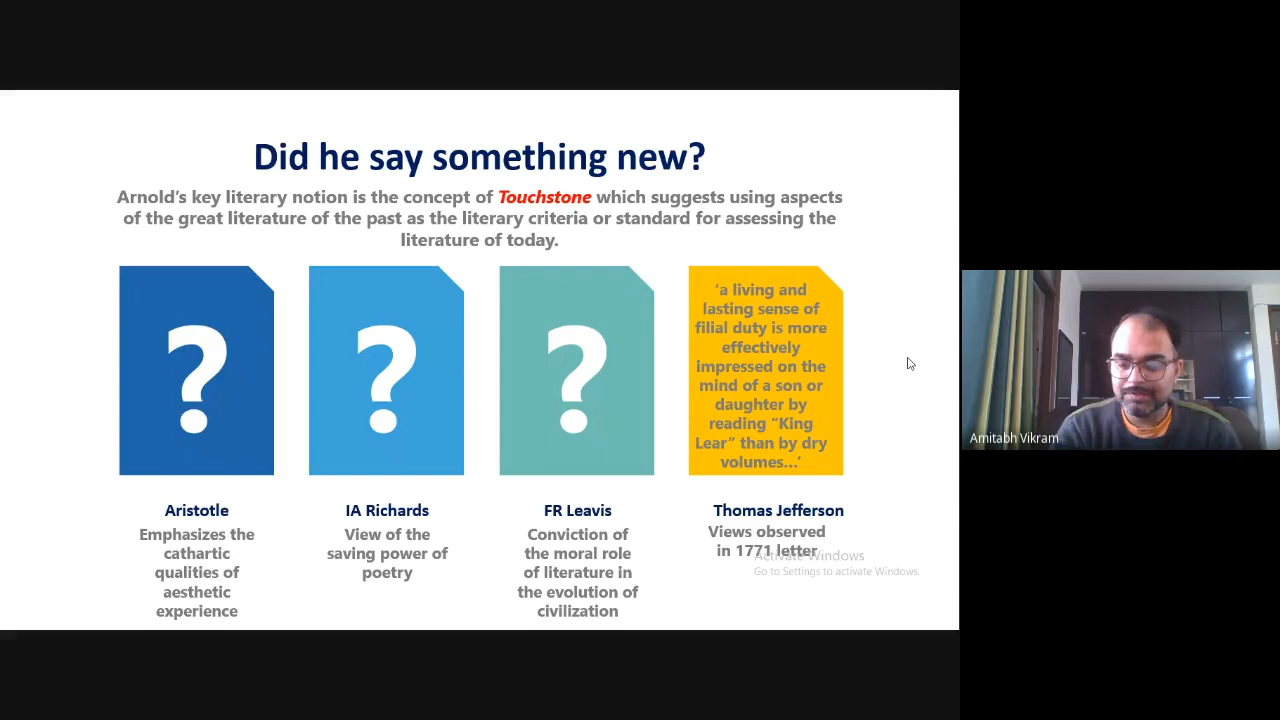 Did he say something new?
Arnold’s key literary notion is the concept of Touchstone which suggests using aspects
of the great literature of the past as the literary criteria or standard for assessing the
literature of today.
?
?
?
‘a living and
lasting sense of
filial duty is more
effectively
impressed on the
mind of a son or
daughter by
reading “King
Lear” than by dry
volumes...’
Aristotle
Emphasizes the
cathartic
qualities of
aesthetic
experience
IA Richards
View of the
saving power of
poetry
FR Leavis
Conviction of
the moral role
of literature in
the evolution of
civilization
Thomas Jefferson
Views observed
in 1771 letter
Activate Windows
Go to Settings to activate Windows.
Amitabh Vikram